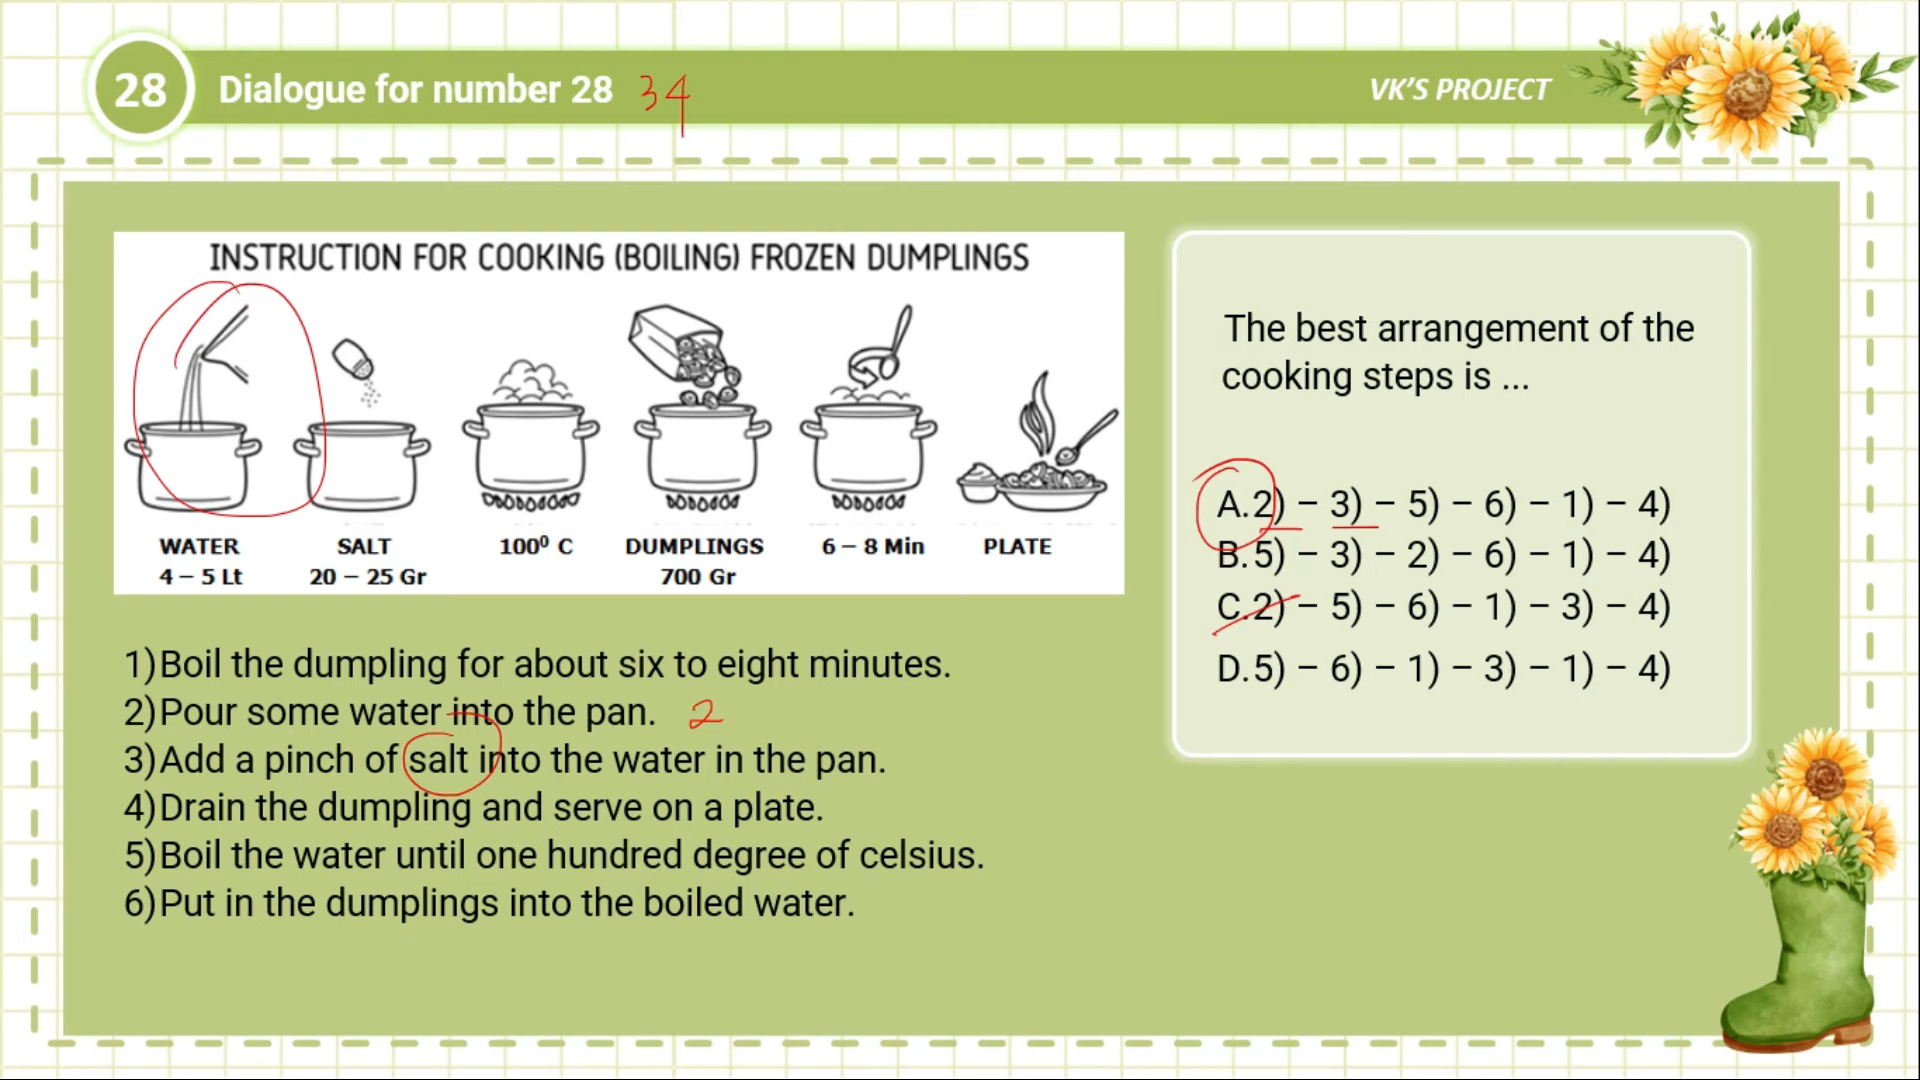 28
Dialogue for number 28 34
VK'S PROJECT
INSTRUCTION FOR COOKING (BOILING) FROZEN DUMPLINGS
WATER
4 – 5 Lt
SALT
20 – 25 Gr
100⁰ C
DUMPLINGS
700 Gr
6 – 8 Min
PLATE
1)Boil the dumpling for about six to eight minutes.
2)Pour some water into the pan. 2
3)Add a pinch of salt into the water in the pan.
4)Drain the dumpling and serve on a plate.
5)Boil the water until one hundred degree of celsius.
6)Put in the dumplings into the boiled water.
The best arrangement of the
cooking steps is ...
A.2) – 3) – 5) – 6) – 1) – 4)
B.5) – 3) – 2) – 6) – 1) – 4)
C.2) – 5) – 6) – 1) – 3) – 4)
D.5) – 6) – 1) – 3) – 1) – 4)